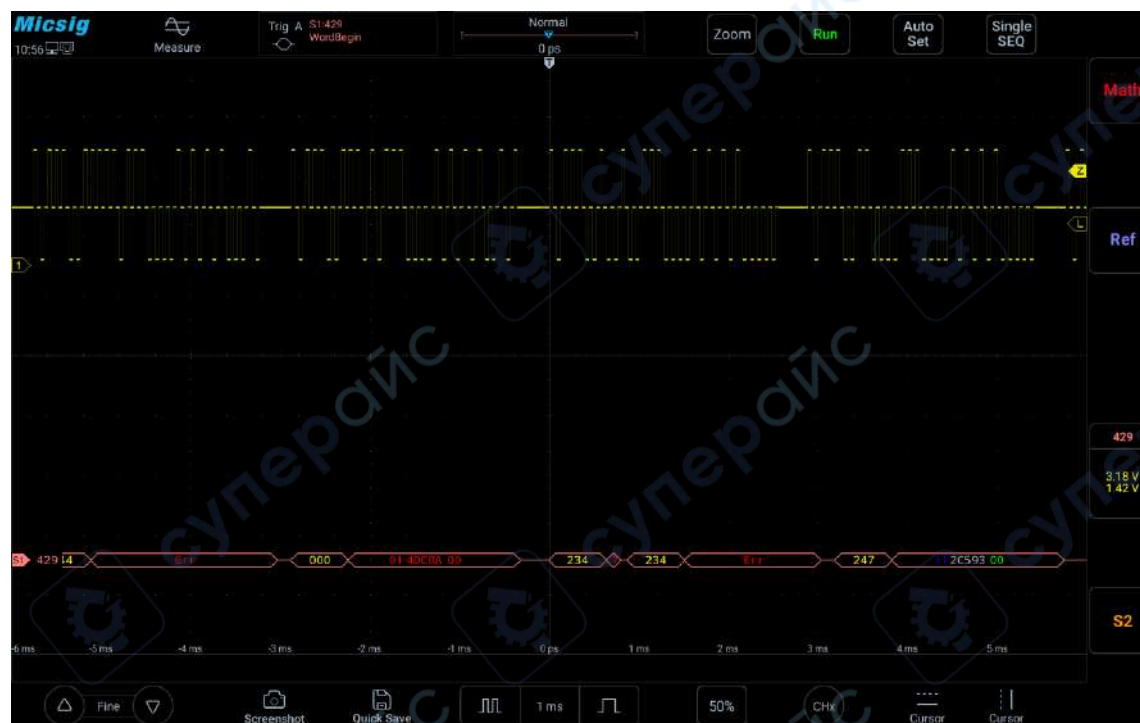 Micsig
10:56
Measure
Trig A S1:429
WordBegin
Normal
0 ps
Zoom
Run
Auto
Set
Single
SEQ
T
Math
Z
L
1
Ref
429
3.18 V
1.42 V
S1 429 Err 000 234 234 Err 247 2C593 00
-6 ms -5 ms -4 ms -3 ms -2 ms -1 ms 0 ps 1 ms 2 ms 3 ms 4 ms 5 ms
S2
Fine
Screenshot
Quick Save
1 ms
50%
CHx
Cursor
Cursor
суперайс
суперайс
суперайс
суперайс